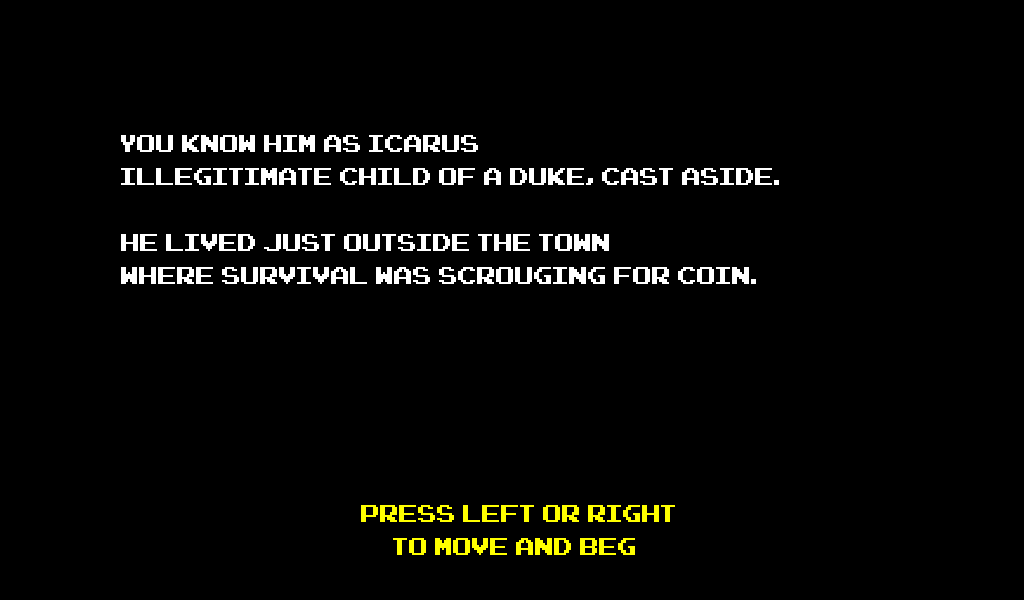 YOU KNOW HIM AS ICARUS
ILLEGITIMATE CHILD OF A DUKE, CAST ASIDE.
HE LIVED JUST OUTSIDE THE TOWN
WHERE SURVIVAL WAS SCROUGING FOR COIN.
PRESS LEFT OR RIGHT
TO MOVE AND BEG